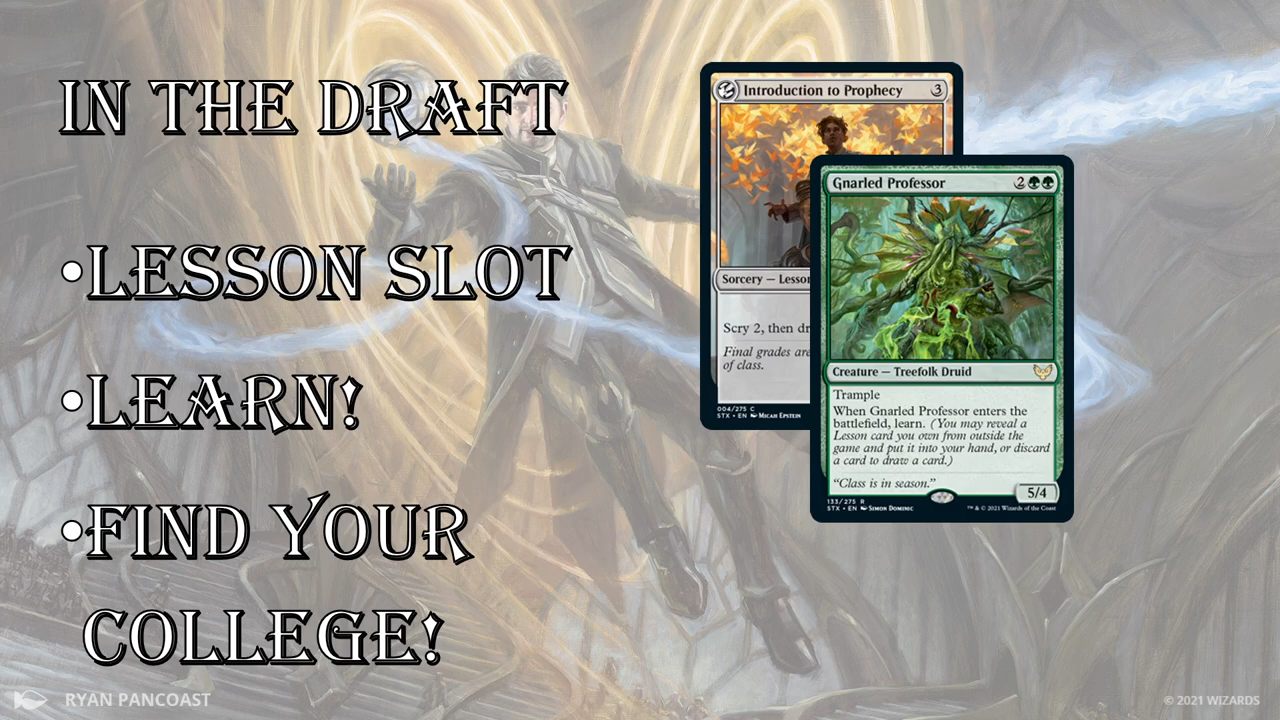 IN THE DRAFT
•LESSON SLOT
•LEARN!
•FIND YOUR
COLLEGE!
Introduction to Prophecy 3
Sorcery — Lesson
Scry 2, then
Final grades are
of class.
004/275 C
STX • EN MICAH EPSTEIN
Gnarled Professor 2
Creature — Treefolk Druid
Trample
When Gnarled Professor enters the
battlefield, learn. (You may reveal a
Lesson card you own from outside the
game and put it into your hand, or discard
a card to draw a card.)
“Class is in season.”
5/4
133/275 R
STX • EN SIMON DOMINIC
™ & © 2021 Wizards of the Coast
RYAN PANCOAST
© 2021 WIZARDS